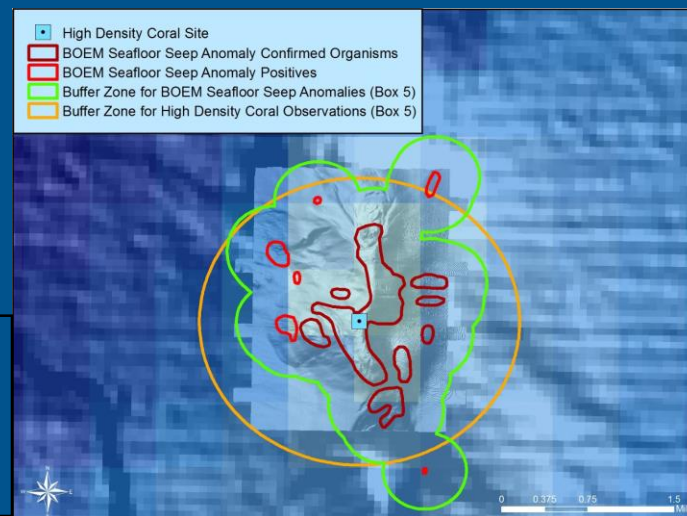 High Density Coral Site
BOEM Seafloor Seep Anomaly Confirmed Organisms
BOEM Seafloor Seep Anomaly Positives
Buffer Zone for BOEM Seafloor Seep Anomalies (Box 5)
Buffer Zone for High Density Coral Observations (Box 5)
N
0 0.375 0.75 1.5